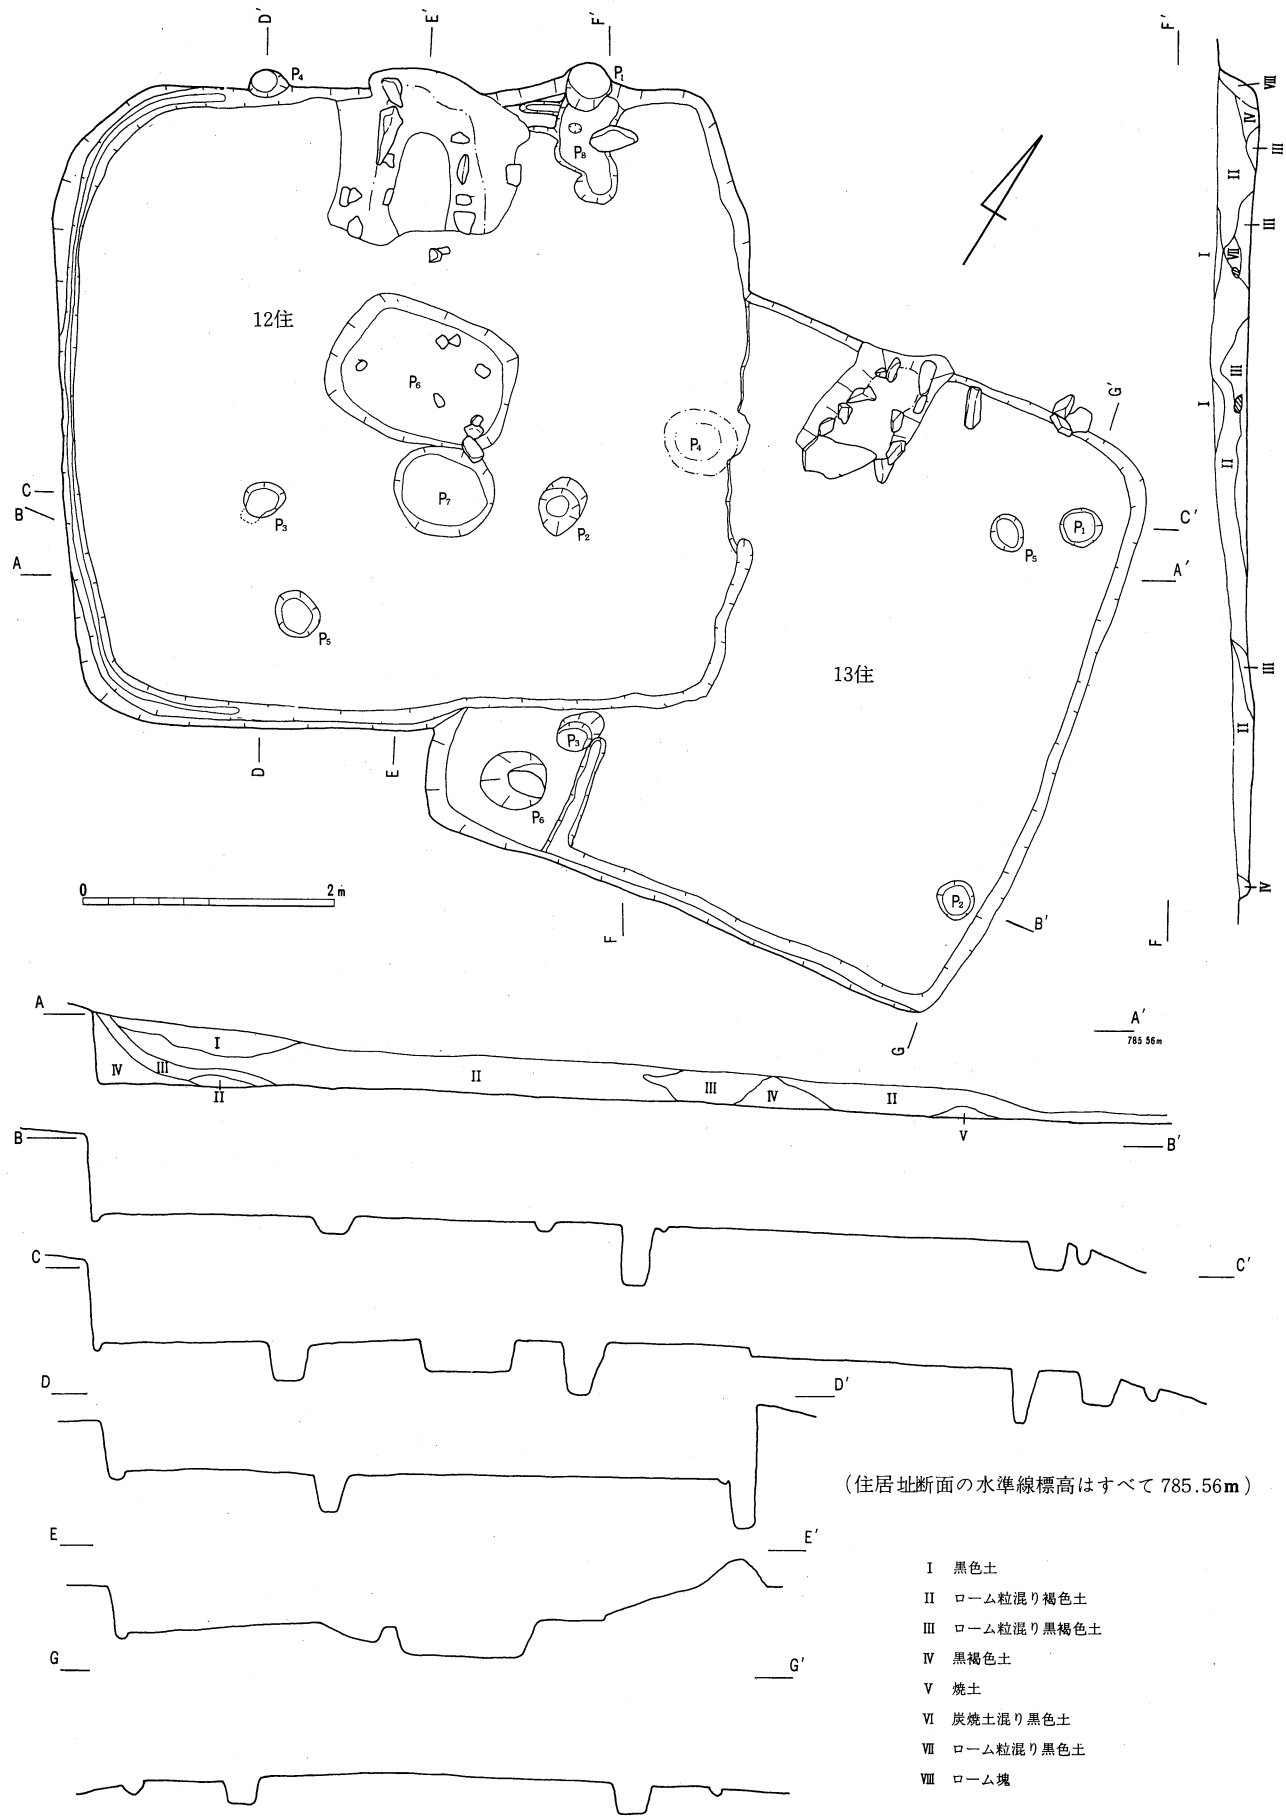 D′
E′
F′
F′
P₄
P₁
P₈
Ⅷ
Ⅳ
Ⅲ
Ⅱ
Ⅲ
Ⅶ
Ⅰ
12住
P₆
Ⅲ
Ⅰ
G′
P₄
Ⅱ
C
B
P₇
P₃
P₂
C′
P₁
P₅
A
A′
P₅
13住
Ⅲ
Ⅱ
P₃
D
E
P₆
0 2m
P₂
Ⅳ
B′
F
F
A
A′
785 56m
G
Ⅰ
Ⅳ Ⅲ Ⅱ Ⅱ Ⅲ Ⅳ Ⅱ
Ⅴ
B
B′
C
C′
D
D′
(住居址断面の水準線標高はすべて785.56m)
E
E′
G
G′
Ⅰ 黒色土
Ⅱ ローム粒混り褐色土
Ⅲ ローム粒混り黒褐色土
Ⅳ 黒褐色土
Ⅴ 焼土
Ⅵ 炭焼土混り黒色土
Ⅶ ローム粒混り黒色土
Ⅷ ローム塊